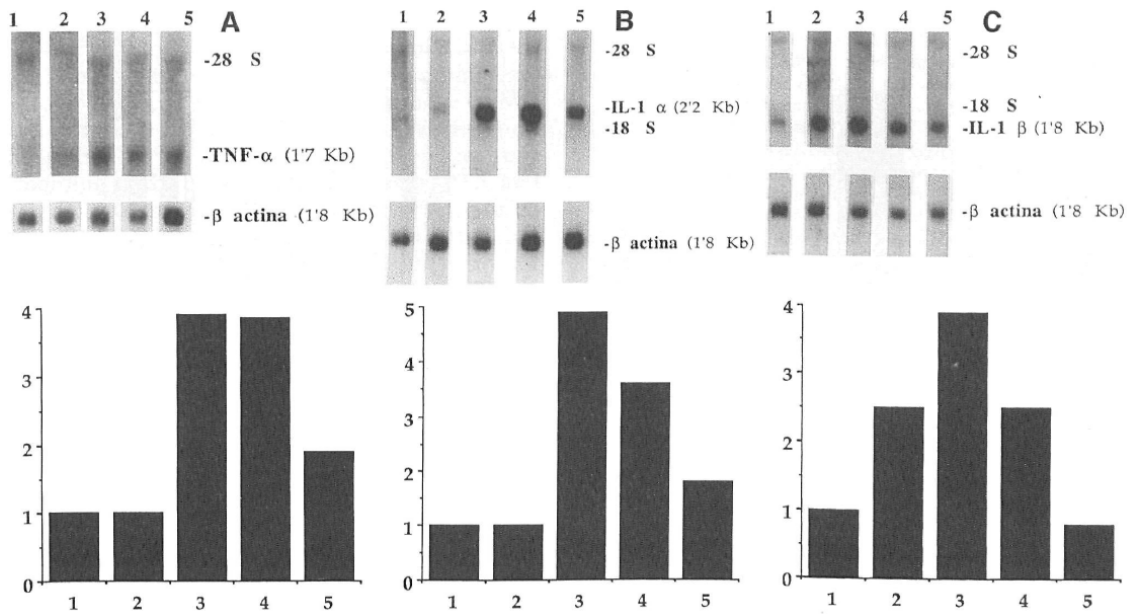 1 2 A 3 4 5
-28 S
-TNF-α (1'7 Kb)
-β actina (1'8 Kb)
1 2 3 4 B 5
-28 S
-IL-1 α (2'2 Kb)
-18 S
-β actina (1'8 Kb)
1 2 3 4 5 C
-28 S
-18 S
-IL-1 β (1'8 Kb)
-β actina (1'8 Kb)
4
3
2
1
0
1 2 3 4 5
5
4
3
2
1
0
1 2 3 4 5
4
3
2
1
0
1 2 3 4 5